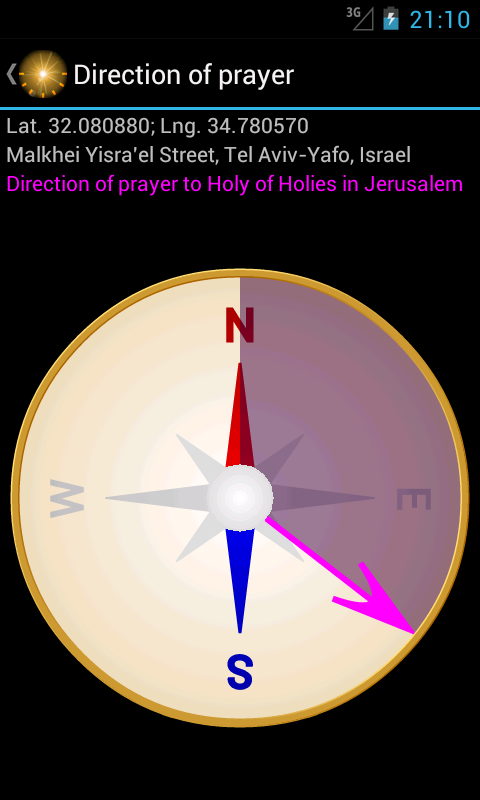 3G 21:10
Direction of prayer
Lat. 32.080880; Lng. 34.780570
Malkhei Yisra'el Street, Tel Aviv-Yafo, Israel
Direction of prayer to Holy of Holies in Jerusalem
N
W E
S